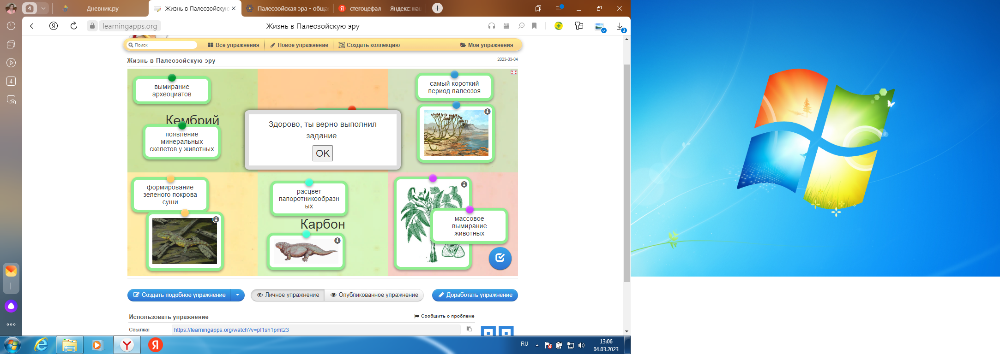 4
Дневник.ру
Жизнь в Палеозойскую
Палеозойская эра - обща
стегоцефал — Яндекс: на
learningapps.org
Жизнь в Палеозойскую эру
3
4
Поиск
Все упражнения
Новое упражнение
Создать коллекцию
Мои упражнения
Жизнь в Палеозойскую эру
2023-03-04
вымирание
археоциатов
Кембрий
появление
минеральных
скелетов у животных
Здорово, ты верно выполнил
задание.
OK
самый короткий
период палеозоя
формирование
зеленого покрова
суши
расцвет
папоротникообразн
ых
Карбон
массовое
вымирание
животных
Создать подобное упражнение
Личное упражнение
Опубликованное упражнение
Доработать упражнение
Использовать упражнение
Сообщить о проблеме
Ссылка:
https://learningapps.org/watch?v=pf1sh1pmt23
RU
13:06
04.03.2023